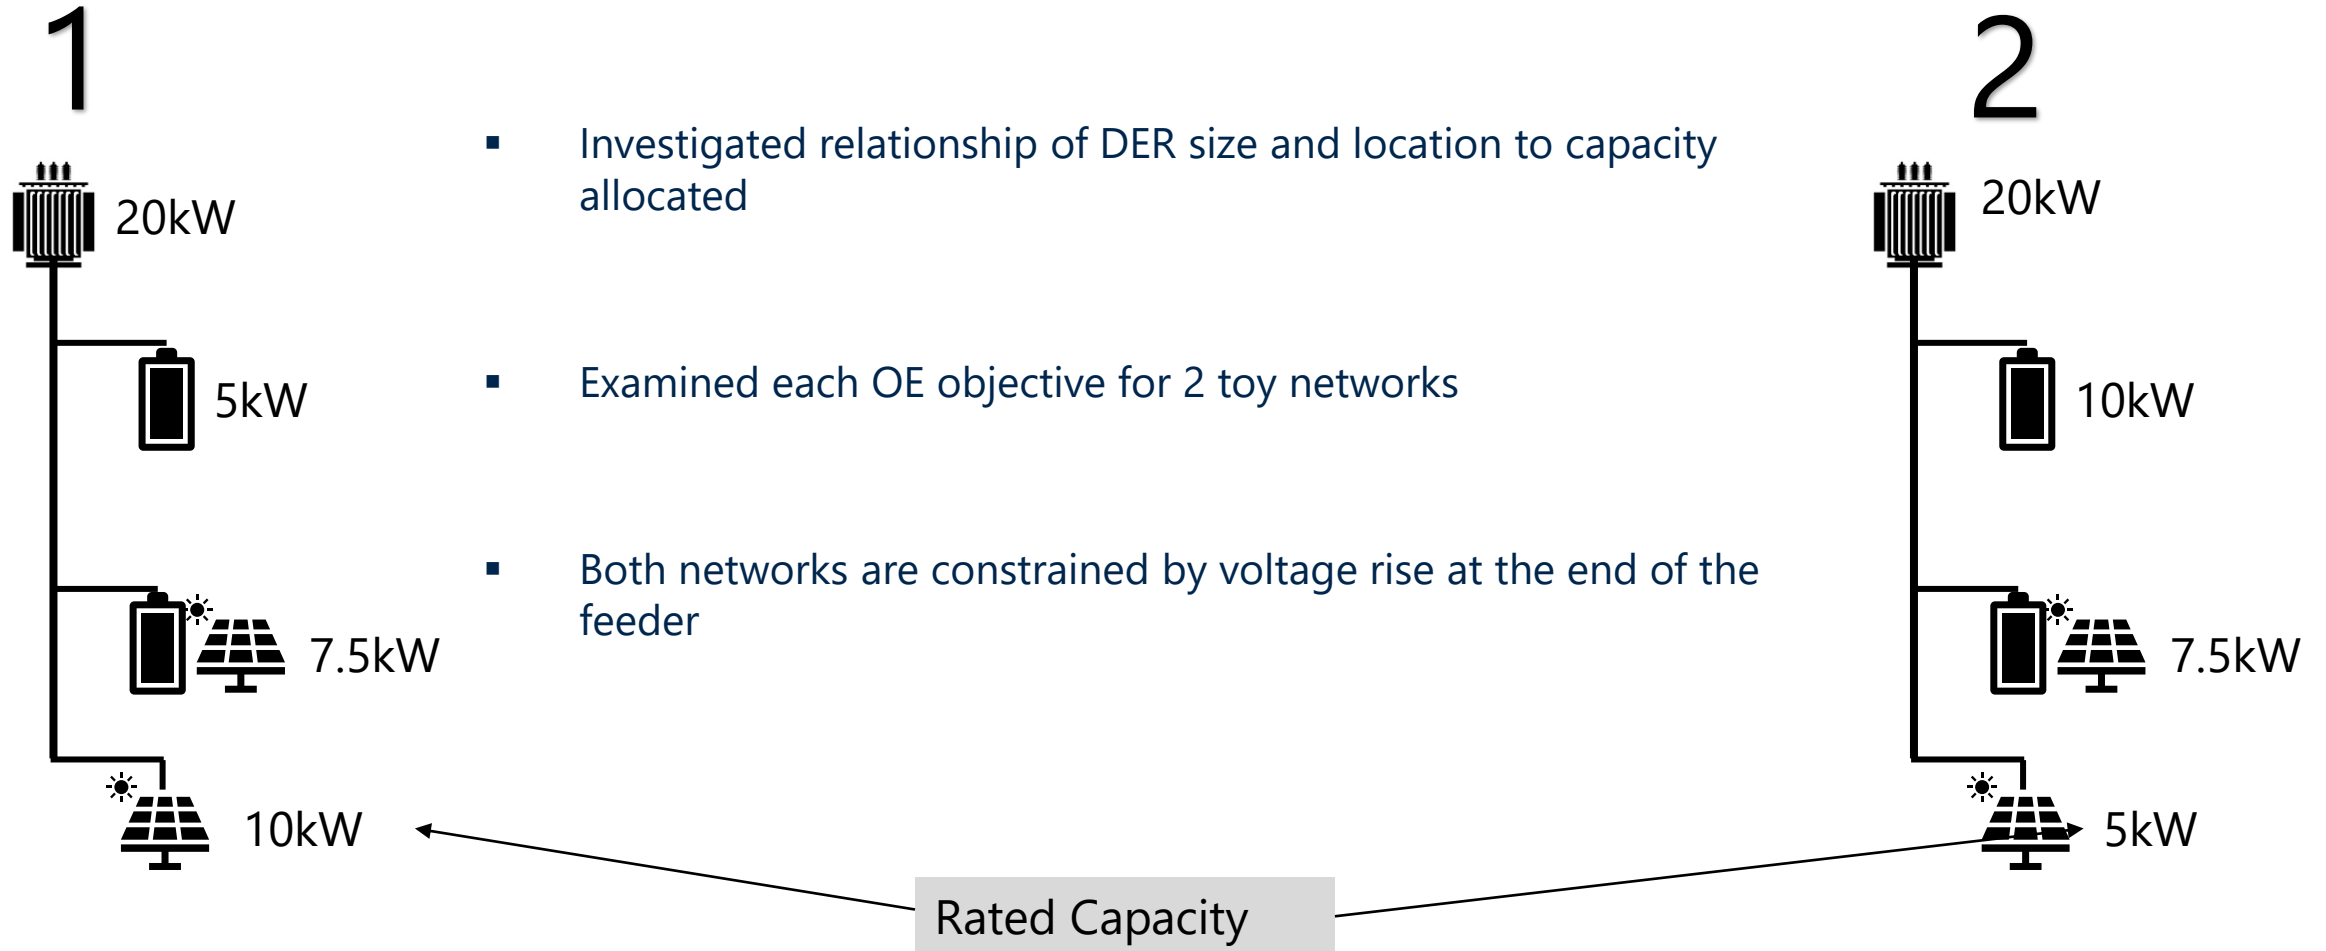 1
2
20kW
5kW
7.5kW
10kW
▪ Investigated relationship of DER size and location to capacity
allocated
▪ Examined each OE objective for 2 toy networks
▪ Both networks are constrained by voltage rise at the end of the
feeder
20kW
10kW
7.5kW
5kW
Rated Capacity